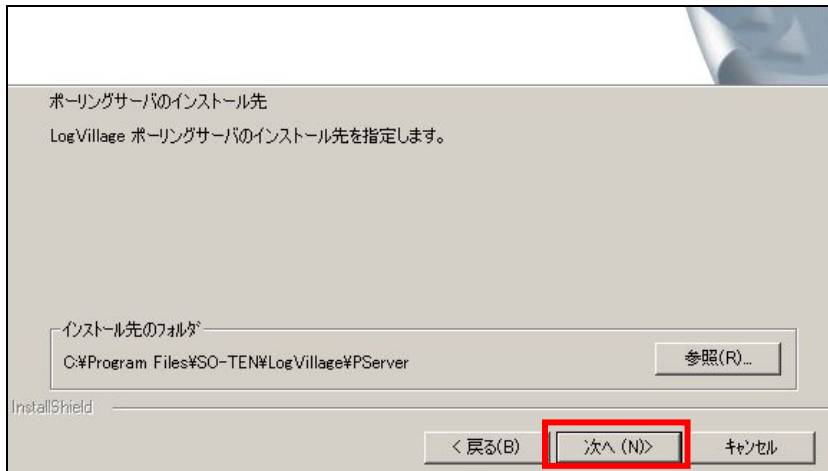 ポーリングサーバのインストール先
LogVillage ポーリングサーバのインストール先を指定します。
インストール先のフォルダ
C:¥Program Files¥SO-TEN¥LogVillage¥PServer
参照(R)...
InstallShield
< 戻る(B)
次へ (N)>
キャンセル